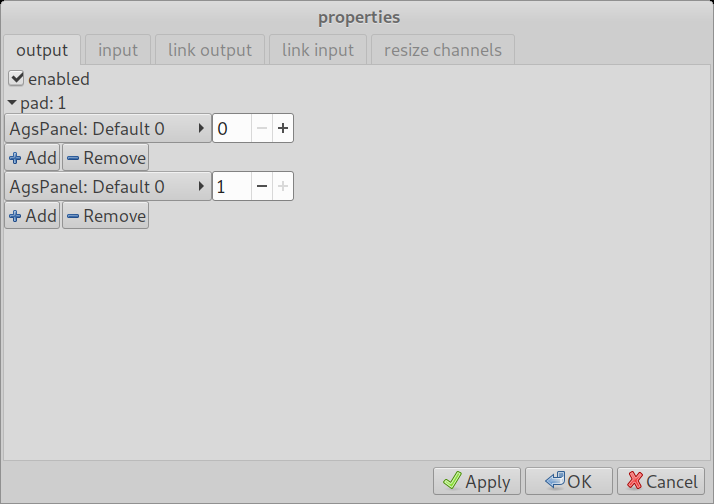 properties
output input link output link input resize channels
enabled
pad: 1
AgsPanel: Default 0 0
Add Remove
AgsPanel: Default 0 1
Add Remove
Apply OK Cancel